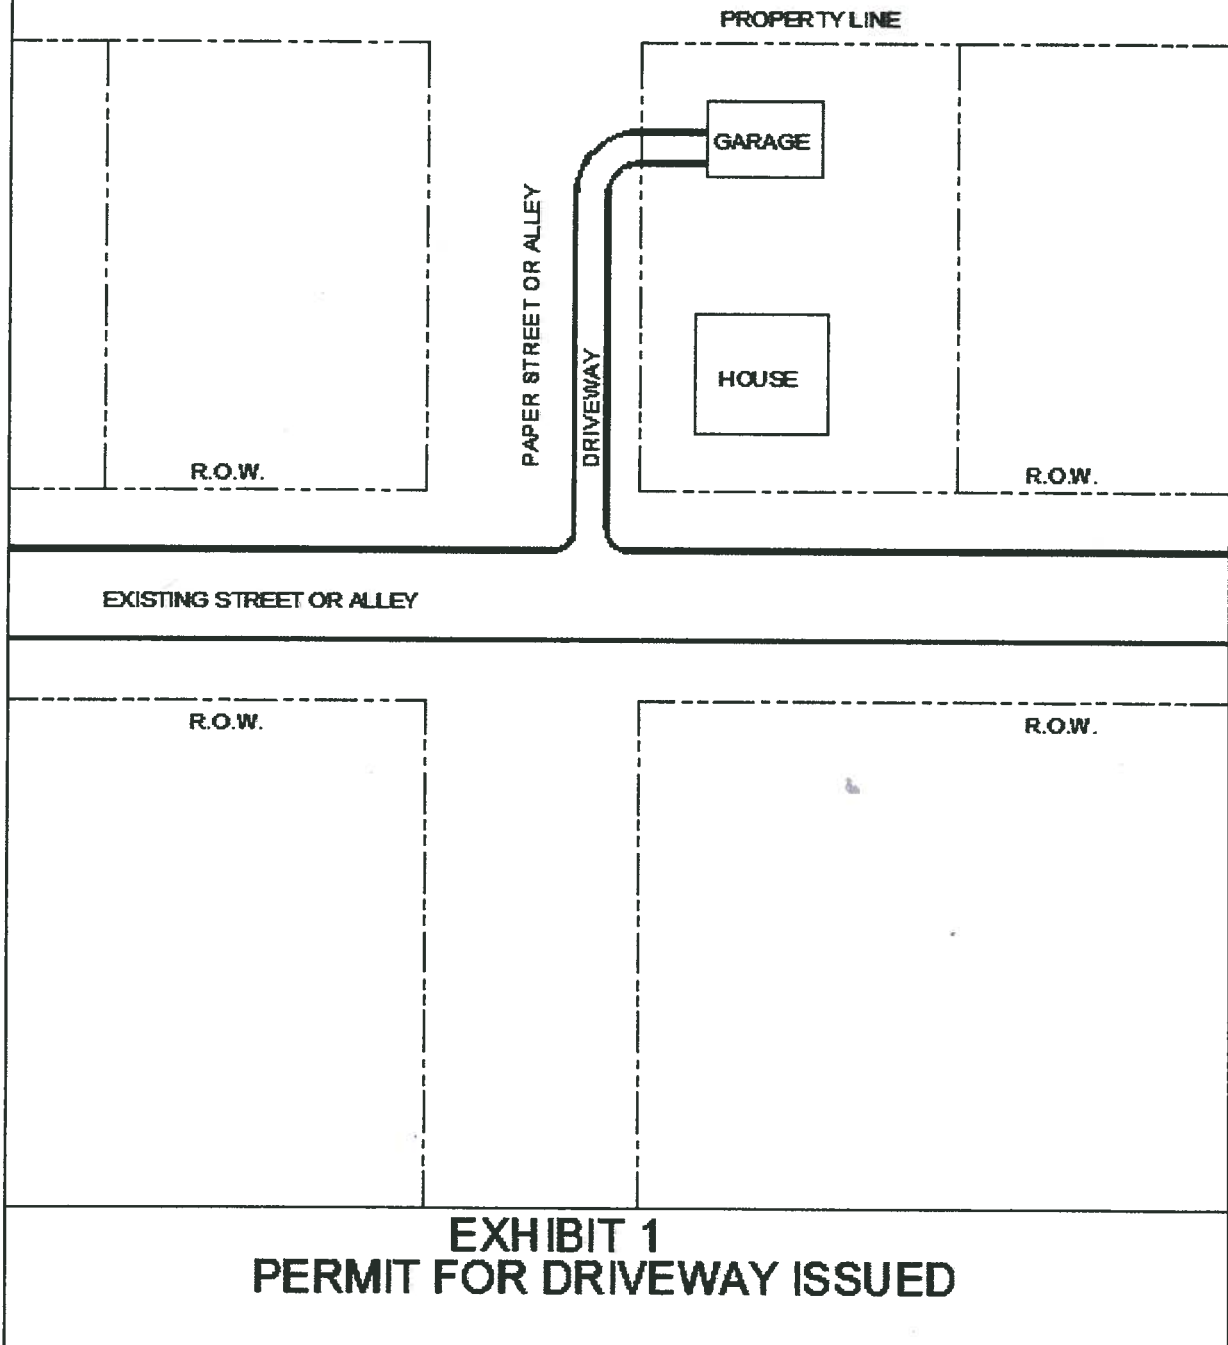 PROPERTY LINE
GARAGE
PAPER STREET OR ALLEY
DRIVEWAY
HOUSE
R.O.W.
R.O.W.
EXISTING STREET OR ALLEY
R.O.W.
R.O.W.
EXHIBIT 1
PERMIT FOR DRIVEWAY ISSUED